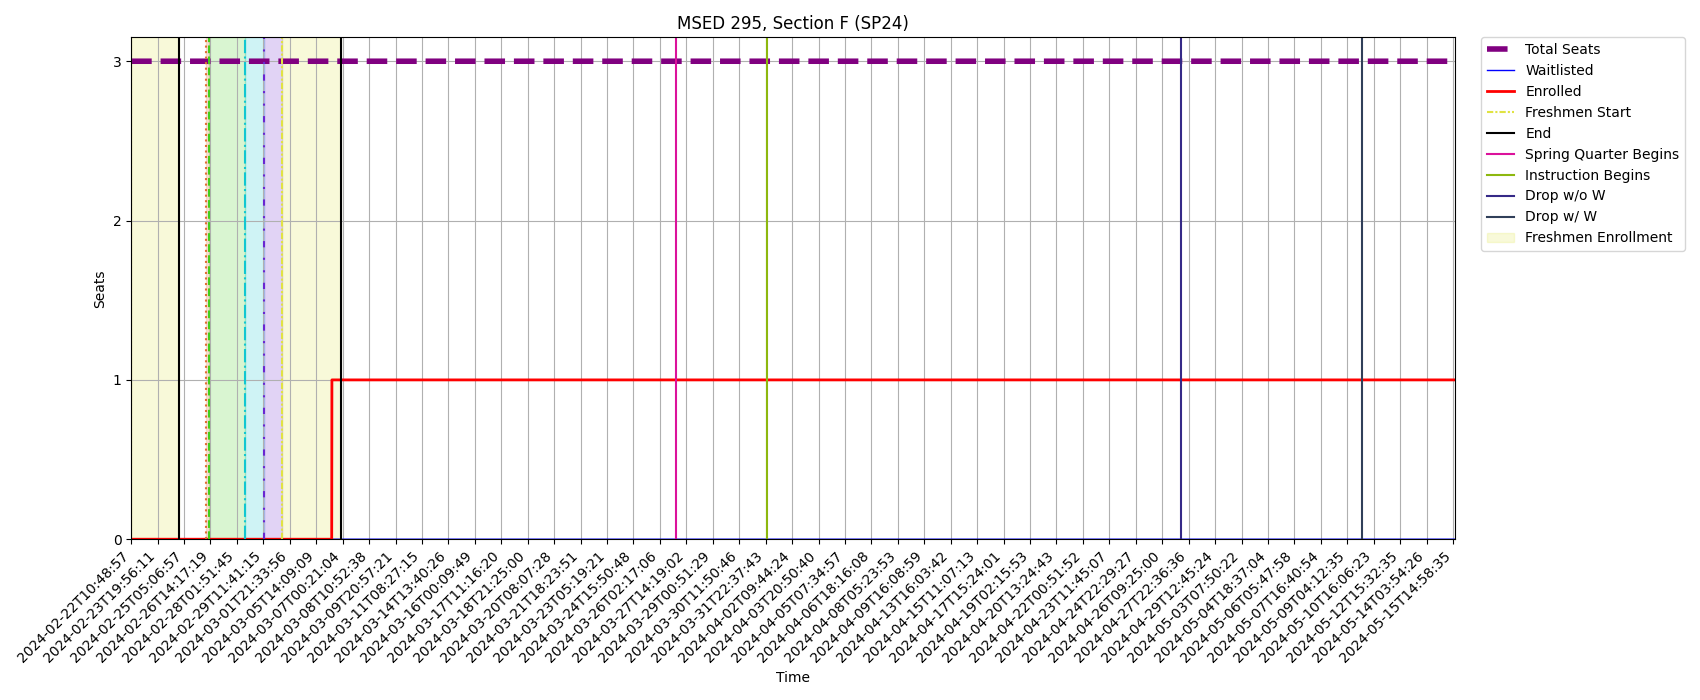 MSED 295, Section F (SP24)
3
2
1
0
Seats
Total Seats
Waitlisted
Enrolled
Freshmen Start
End
Spring Quarter Begins
Instruction Begins
Drop w/o W
Drop w/ W
Freshmen Enrollment
2024-02-22T10:48:57
2024-02-23T19:56:11
2024-02-25T05:06:57
2024-02-26T14:17:19
2024-02-28T01:51:45
2024-02-29T11:41:15
2024-03-01T21:33:56
2024-03-05T14:09:09
2024-03-07T00:21:04
2024-03-08T10:52:38
2024-03-09T20:57:21
2024-03-11T08:27:15
2024-03-14T13:40:26
2024-03-16T00:09:49
2024-03-17T11:16:20
2024-03-18T21:25:00
2024-03-20T08:07:28
2024-03-21T18:23:51
2024-03-23T05:19:21
2024-03-24T15:50:48
2024-03-26T02:17:06
2024-03-27T14:19:02
2024-03-29T00:51:29
2024-03-30T11:50:46
2024-03-31T22:37:43
2024-04-02T09:44:24
2024-04-03T20:50:40
2024-04-05T07:34:57
2024-04-06T18:16:08
2024-04-08T05:23:53
2024-04-09T16:08:59
2024-04-13T16:03:42
2024-04-15T11:07:13
2024-04-17T15:24:01
2024-04-19T02:15:53
2024-04-20T13:24:43
2024-04-22T00:51:52
2024-04-23T11:45:07
2024-04-24T22:29:27
2024-04-26T09:25:00
2024-04-27T22:36:36
2024-04-29T12:45:24
2024-05-03T07:50:22
2024-05-04T18:37:04
2024-05-06T05:47:58
2024-05-07T16:40:54
2024-05-09T04:12:35
2024-05-10T16:06:23
2024-05-12T15:32:35
2024-05-14T03:54:26
2024-05-15T14:58:35
Time